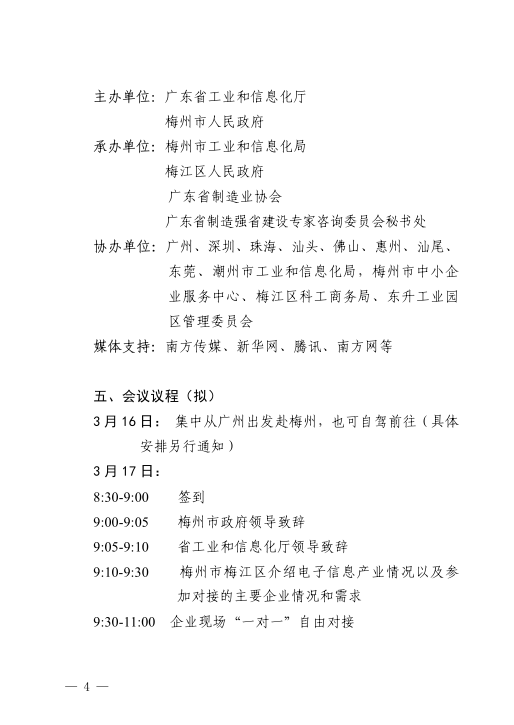 主办单位：广东省工业和信息化厅
梅州市人民政府
承办单位：梅州市工业和信息化局
梅江区人民政府
广东省制造业协会
广东省制造强省建设专家咨询委员会秘书处
协办单位：广州、深圳、珠海、汕头、佛山、惠州、汕尾、
东莞、潮州市工业和信息化局，梅州市中小企
业服务中心、梅江区科工商务局、东升工业园
区管理委员会
媒体支持：南方传媒、新华网、腾讯、南方网等
五、会议议程（拟）
3月16日：集中从广州出发赴梅州，也可自驾前往（具体
安排另行通知）
3月17日：
8:30-9:00 签到
9:00-9:05 梅州市政府领导致辞
9:05-9:10 省工业和信息化厅领导致辞
9:10-9:30 梅州市梅江区介绍电子信息产业情况以及参
加对接的主要企业情况和需求
9:30-11:00 企业现场“一对一”自由对接
— 4 —